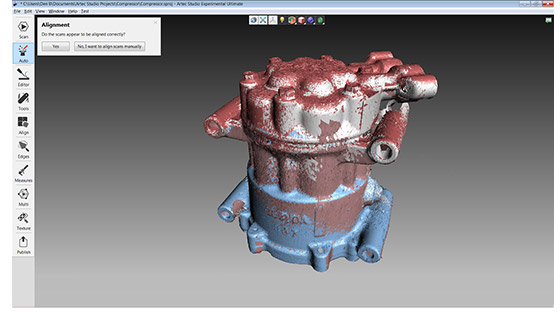 * C:\Users\Den B\Documents\Artec Studio Projects\Compressor\Compressor.sproj - Artec Studio Experimental Ultimate
File Edit View Window Help Test
Alignment
Do the scans appear to be aligned correctly?
Yes
No, I want to align scans manually
Scan
Auto
Editor
Tools
Align
Edges
Measures
Multi
Texture
Publish